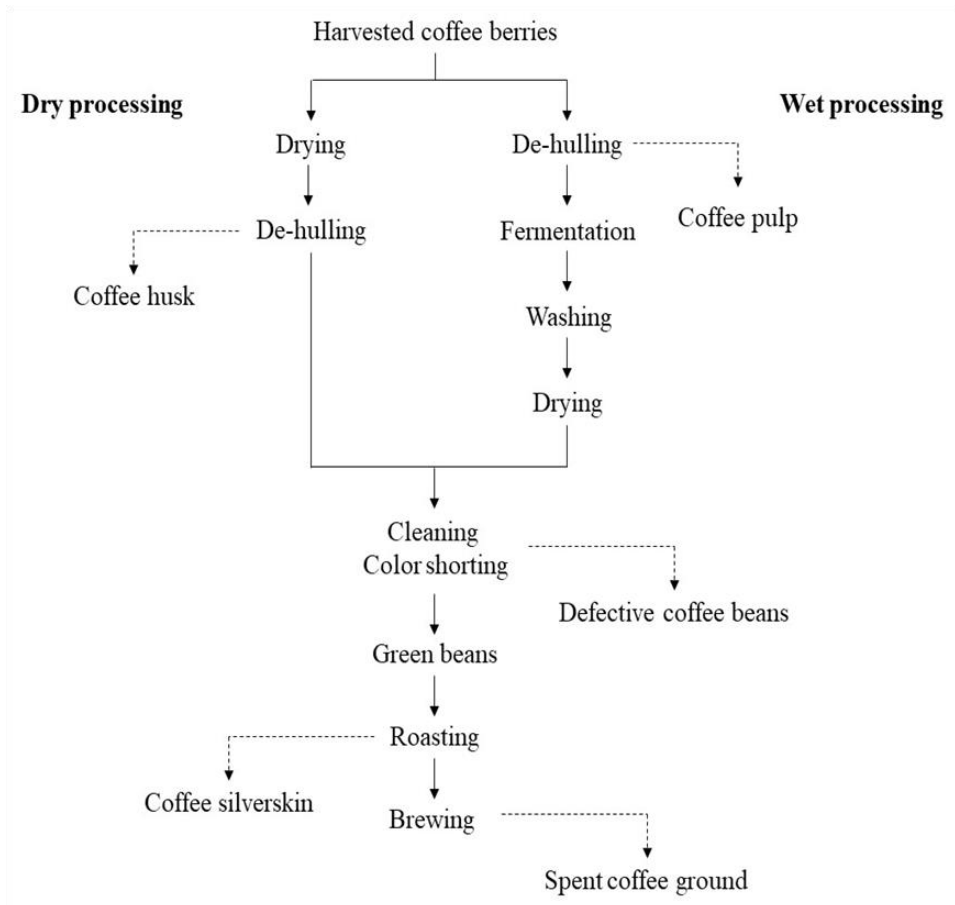 Harvested coffee berries
Dry processing
Wet processing
Drying
De-hulling
Coffee pulp
De-hulling
Fermentation
Coffee husk
Washing
Drying
Cleaning
Color shorting
Defective coffee beans
Green beans
Roasting
Coffee silverskin
Brewing
Spent coffee ground